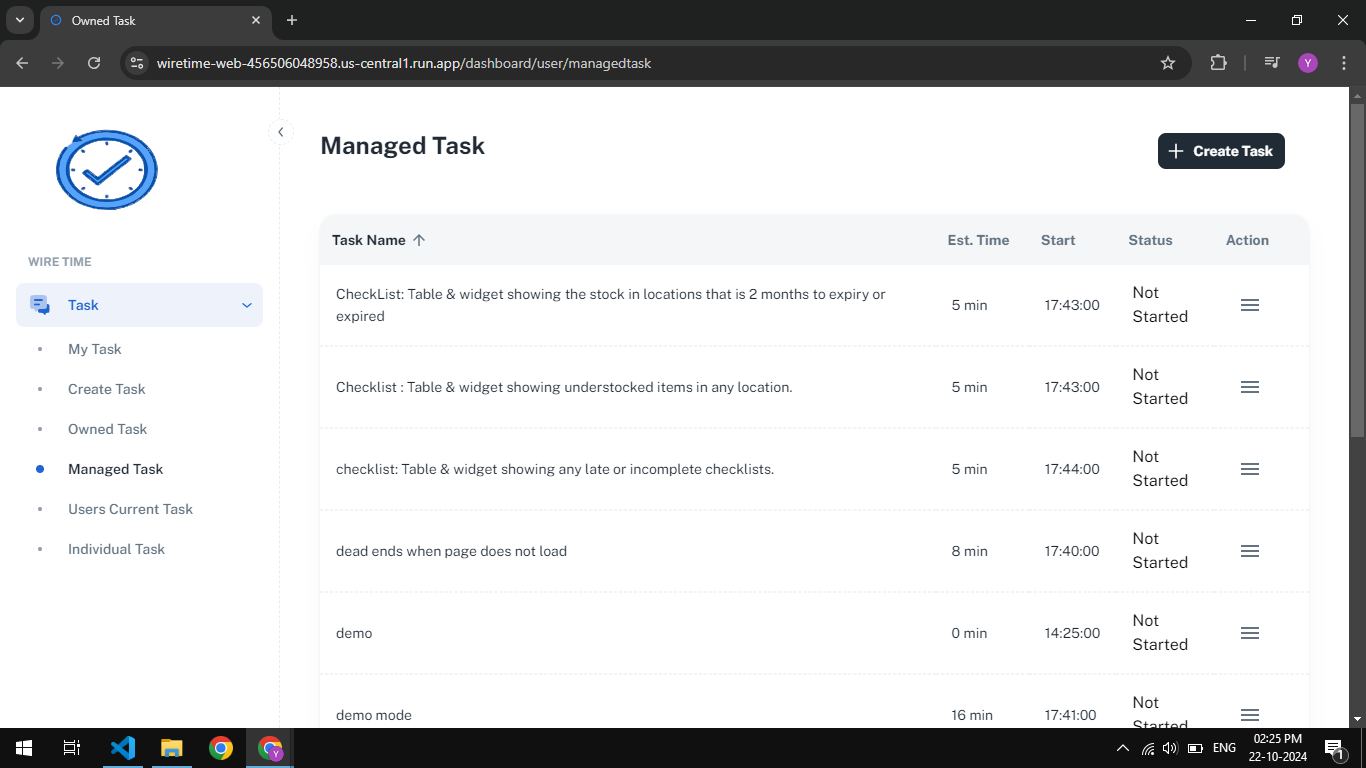 Owned Task
wiretime-web-456506048958.us-central1.run.app/dashboard/user/managedtask
Y
Managed Task
Create Task
WIRE TIME
Task
My Task
Create Task
Owned Task
Managed Task
Users Current Task
Individual Task
Task Name Est. Time Start Status Action
CheckList: Table & widget showing the stock in locations that is 2 months to expiry or
expired
5 min 17:43:00 Not
Started
Checklist : Table & widget showing understocked items in any location. 5 min 17:43:00 Not
Started
checklist: Table & widget showing any late or incomplete checklists. 5 min 17:44:00 Not
Started
dead ends when page does not load 8 min 17:40:00 Not
Started
demo 0 min 14:25:00 Not
Started
demo mode 16 min 17:41:00 Not
Started
Y
ENG
02:25 PM
22-10-2024
1